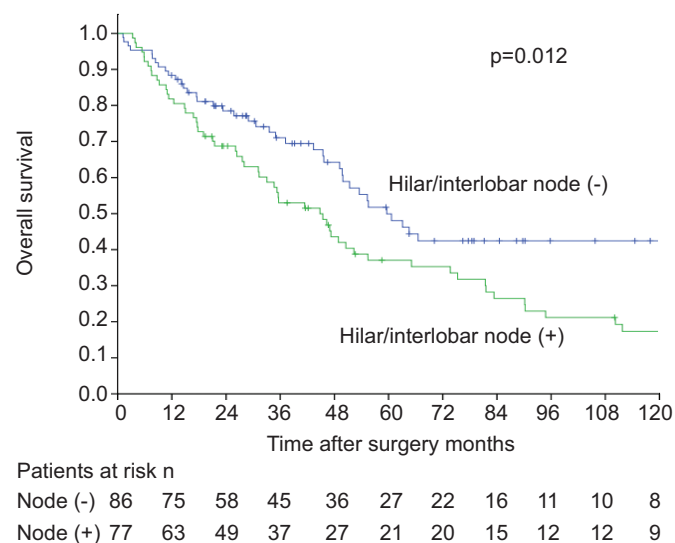 p=0.012
Overall survival
1.0
0.9
0.8
0.7
0.6
0.5
0.4
0.3
0.2
0.1
0.0
Hilar/interlobar node (-)
Hilar/interlobar node (+)
0 12 24 36 48 60 72 84 96 108 120
Time after surgery months
Patients at risk n
Node (-) 86 75 58 45 36 27 22 16 11 10 8
Node (+) 77 63 49 37 27 21 20 15 12 12 9